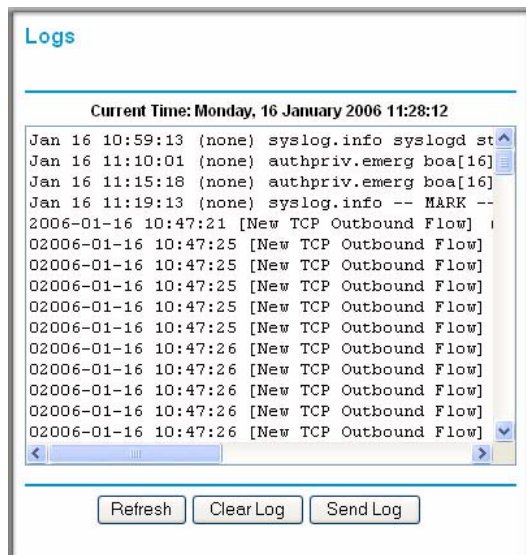 Logs
Current Time: Monday, 16 January 2006 11:28:12
Jan 16 10:59:13 (none) syslog.info syslogd st
Jan 16 11:10:01 (none) authpriv.emerg boa[16]
Jan 16 11:15:18 (none) authpriv.emerg boa[16]
Jan 16 11:19:13 (none) syslog.info -- MARK --
2006-01-16 10:47:21 [New TCP Outbound Flow]
02006-01-16 10:47:25 [New TCP Outbound Flow]
02006-01-16 10:47:25 [New TCP Outbound Flow]
02006-01-16 10:47:25 [New TCP Outbound Flow]
02006-01-16 10:47:25 [New TCP Outbound Flow]
02006-01-16 10:47:25 [New TCP Outbound Flow]
02006-01-16 10:47:26 [New TCP Outbound Flow]
02006-01-16 10:47:26 [New TCP Outbound Flow]
02006-01-16 10:47:26 [New TCP Outbound Flow]
02006-01-16 10:47:26 [New TCP Outbound Flow]
02006-01-16 10:47:26 [New TCP Outbound Flow]
Refresh Clear Log Send Log